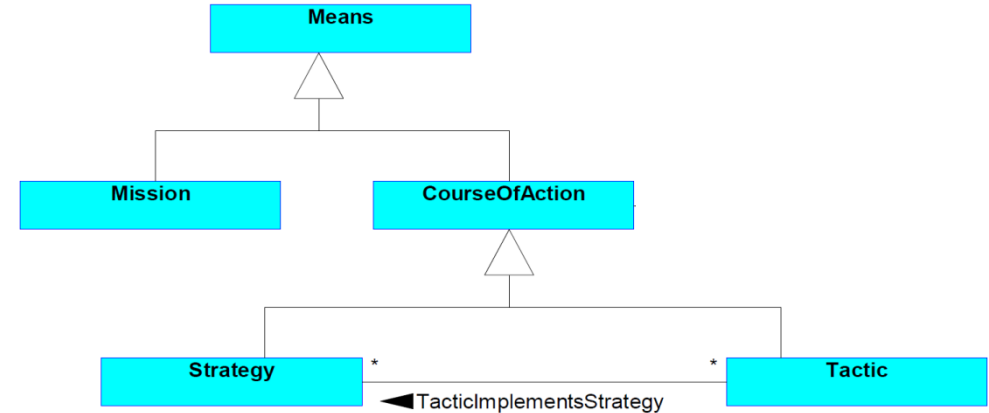 Means
Mission
CourseOfAction
Strategy
*
*
Tactic
TacticImplementsStrategy